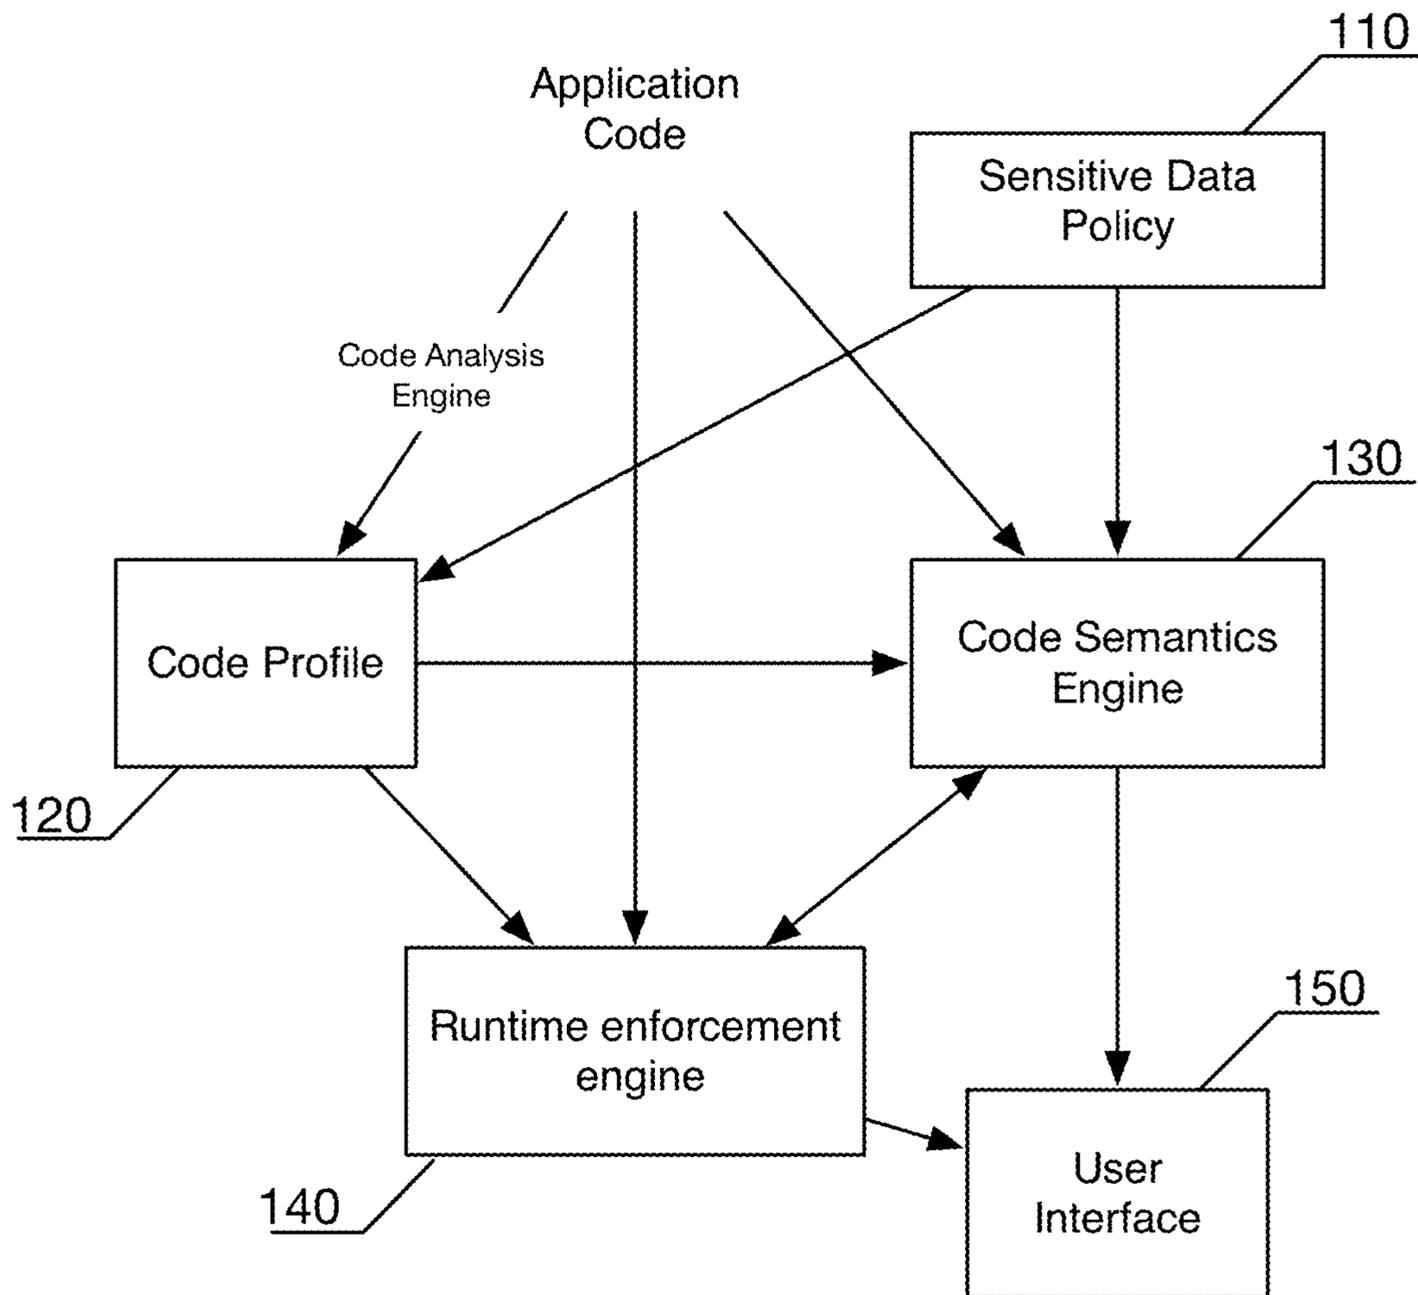 110
Application
Code
Sensitive Data
Policy
Code Analysis
Engine
130
Code Profile
Code Semantics
Engine
120
Runtime enforcement
engine
150
140
User
Interface